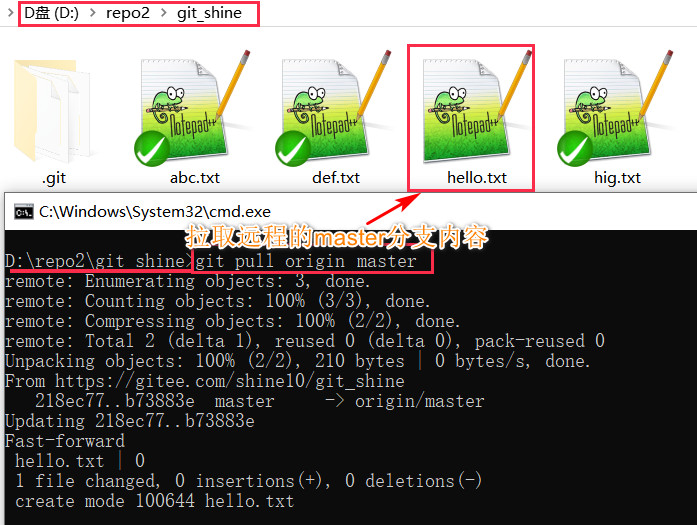 D盘 (D:) > repo2 > git_shine
Notepad++ Notepad++ Notepad++ Notepad++
.git abc.txt def.txt hello.txt hig.txt
C:\Windows\System32\cmd.exe
拉取远程的master分支内容
D:\repo2\git_shine>git pull origin master
remote: Enumerating objects: 3, done.
remote: Counting objects: 100% (3/3), done.
remote: Compressing objects: 100% (2/2), done.
remote: Total 2 (delta 1), reused 0 (delta 0), pack-reused 0
Unpacking objects: 100% (2/2), 210 bytes | 0 bytes/s, done.
From https://gitee.com/shine10/git_shine
218ec77..b73883e master -> origin/master
Updating 218ec77..b73883e
Fast-forward
hello.txt | 0
1 file changed, 0 insertions(+), 0 deletions(-)
create mode 100644 hello.txt